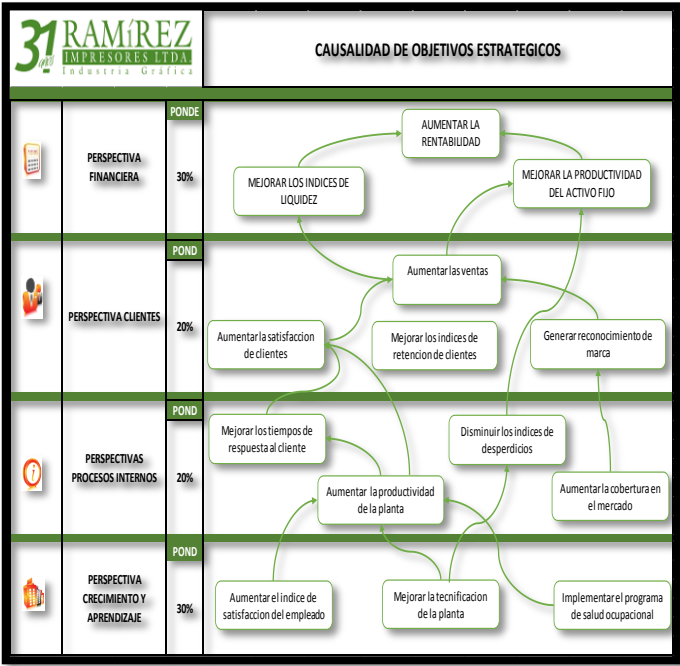 31 años
RAMÍREZ
IMPRESORES LTDA.
Industria Gráfica
CAUSALIDAD DE OBJETIVOS ESTRATEGICOS
PONDE
PERSPECTIVA
FINANCIERA
30%
AUMENTAR LA
RENTABILIDAD
MEJORAR LOS INDICES DE
LIQUIDEZ
MEJORAR LA PRODUCTIVIDAD
DEL ACTIVO FIJO
POND
PERSPECTIVA CLIENTES
20%
Aumentar las ventas
Aumentar la satisfaccion
de clientes
Mejorar los indices de
retencion de clientes
Generar reconocimiento de
marca
POND
PERSPECTIVAS
PROCESOS INTERNOS
20%
Mejorar los tiempos de
respuesta al cliente
Disminuir los indices de
desperdicios
Aumentar la productividad
de la planta
Aumentar la cobertura en
el mercado
POND
PERSPECTIVA
CRECIMIENTO Y
APRENDIZAJE
30%
Aumentar el indice de
satisfaccion del empleado
Mejorar la tecnificacion
de la planta
Implementar el programa
de salud ocupacional